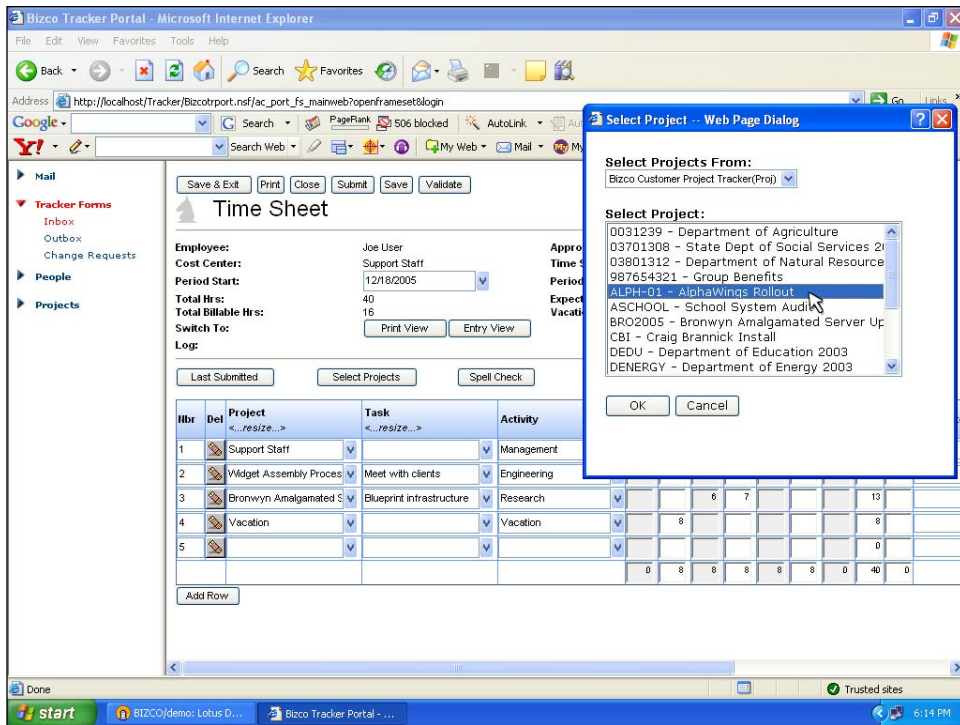 Bizco Tracker Portal - Microsoft Internet Explorer
File Edit View Favorites Tools Help
Back Search Favorites
Address http://localhost/Tracker/Bizcotrport.nsf/ac_port_fs_mainweb?openframeset&login Go Links
Google Search PageRank 506 blocked AutoLink
Y! Search Web My Web Mail My
Mail
Tracker Forms
Inbox
Outbox
Change Requests
People
Projects
Save & Exit Print Close Submit Save Validate
Time Sheet
Employee: Joe User Appro
Cost Center: Support Staff Time S
Period Start: 12/18/2005 Period
Total Hrs: 40 Expect
Total Billable Hrs: 16 Vacati
Switch To: Print View Entry View
Log:
Last Submitted Select Projects Spell Check
Nbr Del Project Task Activity
<...resize...> <...resize...>
1 Support Staff Management
2 Widget Assembly Proces Meet with clients Engineering
3 Bronwyn Amalgamated S Blueprint infrastructure Research 6 7 13
4 Vacation Vacation 8 8
5 0
0 8 8 8 8 8 0 40 0
Add Row
Select Project -- Web Page Dialog
Select Projects From:
Bizco Customer Project Tracker(Proj)
Select Project:
0031239 - Department of Agriculture
03701308 - State Dept of Social Services 2
03801312 - Department of Natural Resource
987654321 - Group Benefits
ALPH-01 - AlphaWings Rollout
ASCHOOL - School System Audit
BRO2005 - Bronwyn Amalgamated Server Up
CBI - Craig Brannick Install
DEDU - Department of Education 2003
DENERGY - Department of Energy 2003
OK Cancel
Done Trusted sites
start BIZCO/demo: Lotus D... Bizco Tracker Portal - ... 6:14 PM